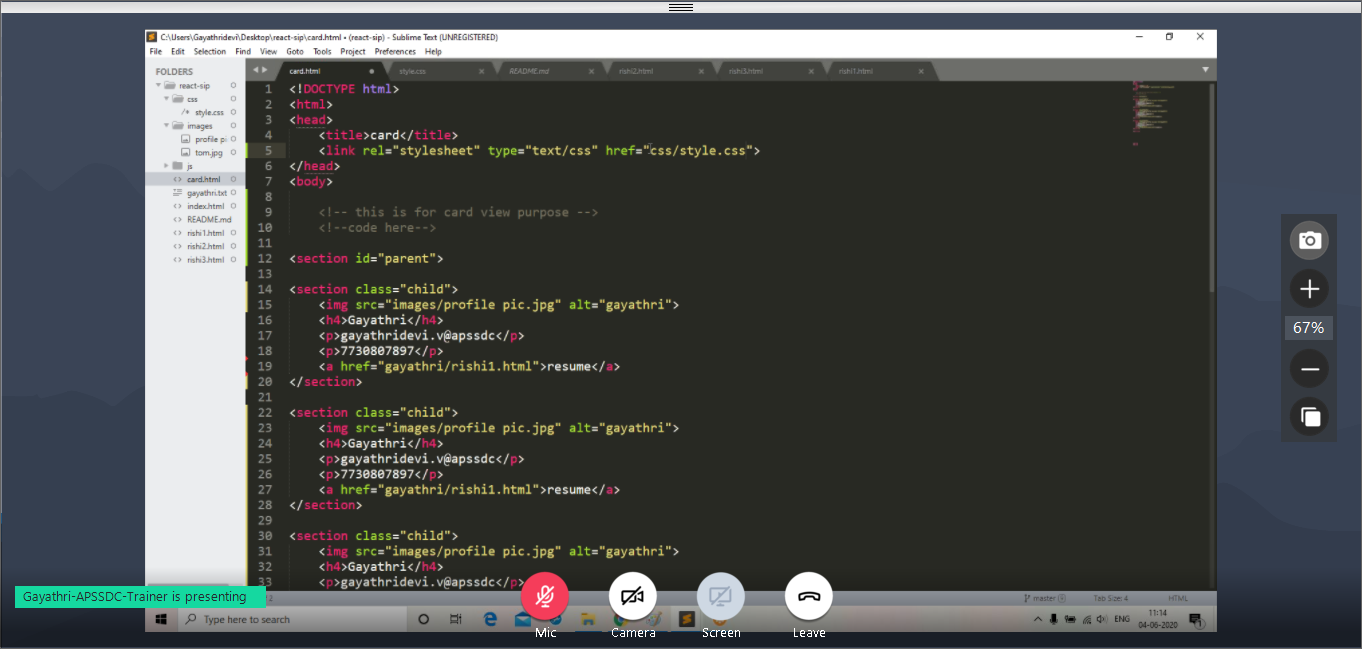 C:\Users\Gayathridevi\Desktop\react-sip\card.html • (react-sip) - Sublime Text (UNREGISTERED)
File Edit Selection Find View Goto Tools Project Preferences Help
FOLDERS
react-sip
css
/* style.css
images
profile pi
tom.jpg
js
<> card.html
gayathri.txt
<> index.html
<> README.md
<> rishi1.html
<> rishi2.html
<> rishi3.html
card.html style.css README.md rishi2.html rishi3.html rishi1.html
1 <!DOCTYPE html>
2 <html>
3 <head>
4 <title>card</title>
5 <link rel="stylesheet" type="text/css" href="css/style.css">
6 </head>
7 <body>
8
9 <!-- this is for card view purpose -->
10 <!--code here-->
11
12 <section id="parent">
13
14 <section class="child">
15 <img src="images/profile pic.jpg" alt="gayathri">
16 <h4>Gayathri</h4>
17 <p>gayathridevi.v@apssdc</p>
18 <p>7730807897</p>
19 <a href="gayathri/rishi1.html">resume</a>
20 </section>
21
22 <section class="child">
23 <img src="images/profile pic.jpg" alt="gayathri">
24 <h4>Gayathri</h4>
25 <p>gayathridevi.v@apssdc</p>
26 <p>7730807897</p>
27 <a href="gayathri/rishi1.html">resume</a>
28 </section>
29
30 <section class="child">
31 <img src="images/profile pic.jpg" alt="gayathri">
32 <h4>Gayathri</h4>
33 <p>gayathridevi.v@apssdc</p>
67%
Gayathri-APSSDC-Trainer is presenting
master Tab Size: 4 HTML
Type here to search
ENG
11:14
04-06-2020
Mic Camera Screen Leave